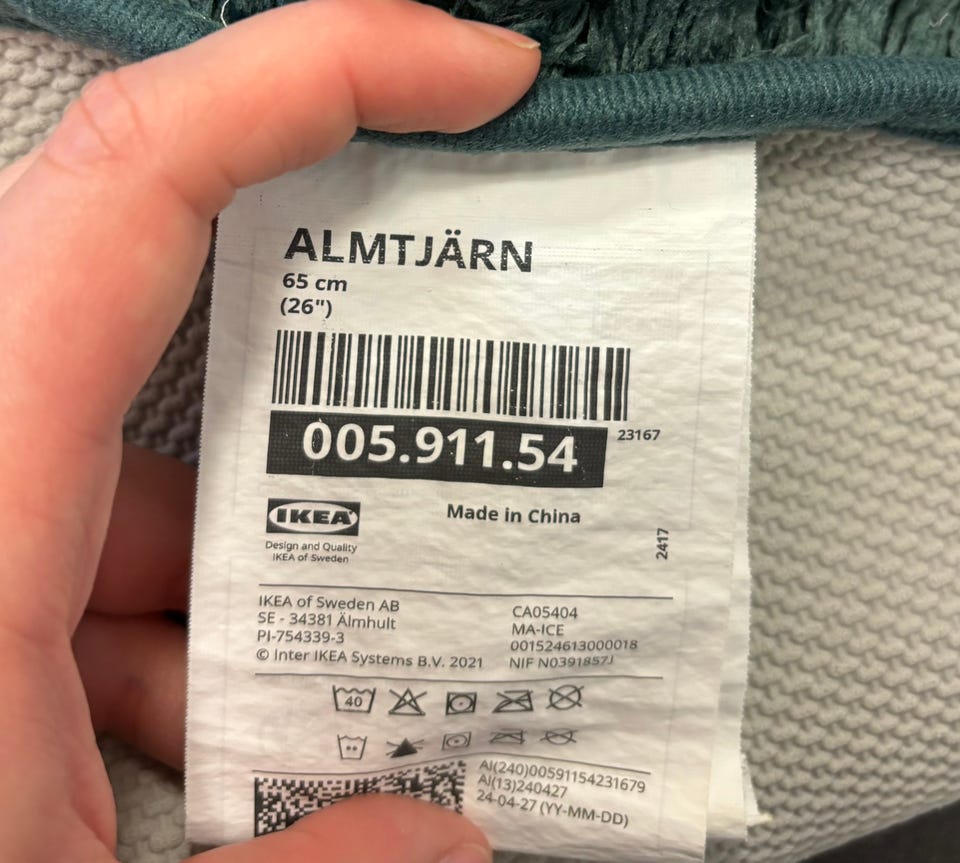 ALMTJÄRN
65 cm
(26")
005.911.54
23167
IKEA
Design and Quality
IKEA of Sweden
Made in China
2417
IKEA of Sweden AB
SE - 34381 Älmhult
PI-754339-3
© Inter IKEA Systems B.V. 2021
CA05404
MA-ICE
001524613000018
NIF N0391857J
40
AI(240)00591154231679
AI(13)240427
24-04-27 (YY-MM-DD)